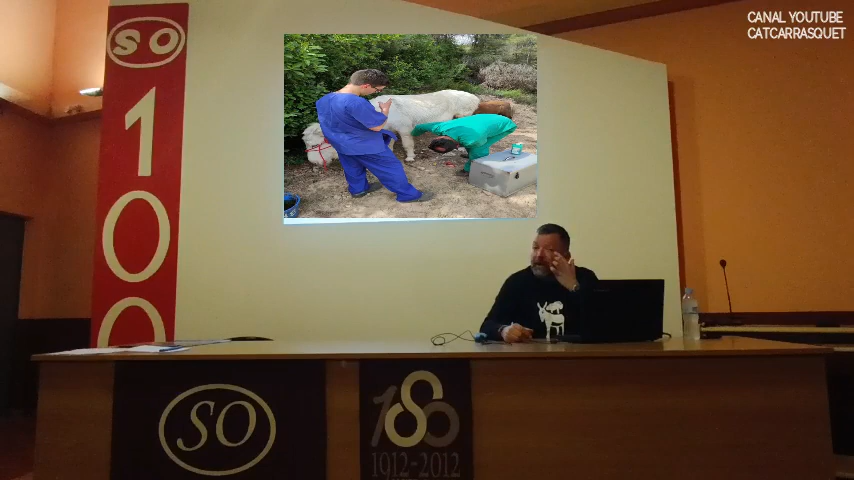 CANAL YOUTUBE
CATCARRASQUET
SO
100
SO
100
1912-2012